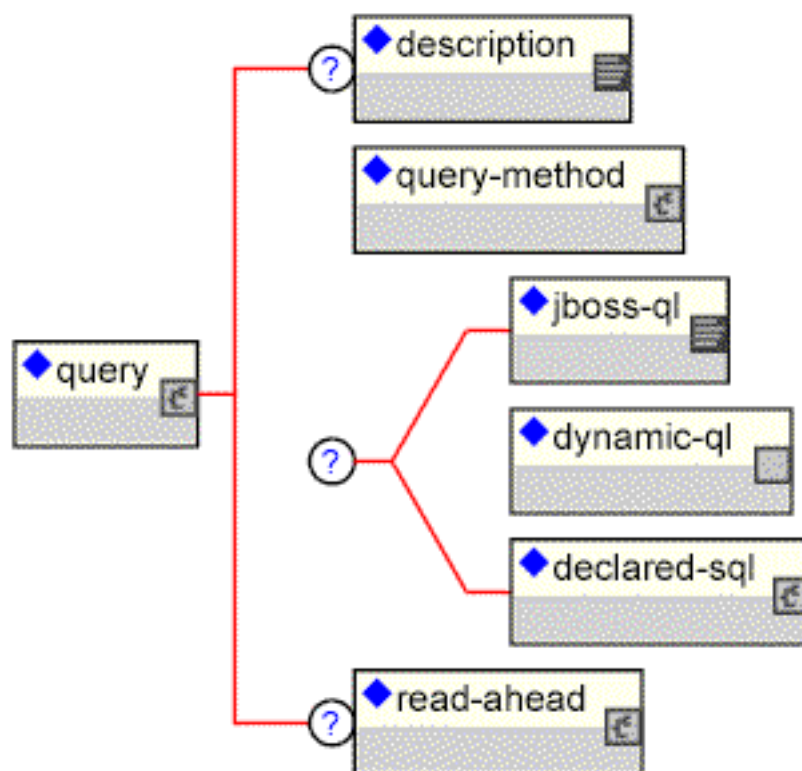 ? description
query-method
jboss-ql
query
dynamic-ql
?
declared-sql
? read-ahead